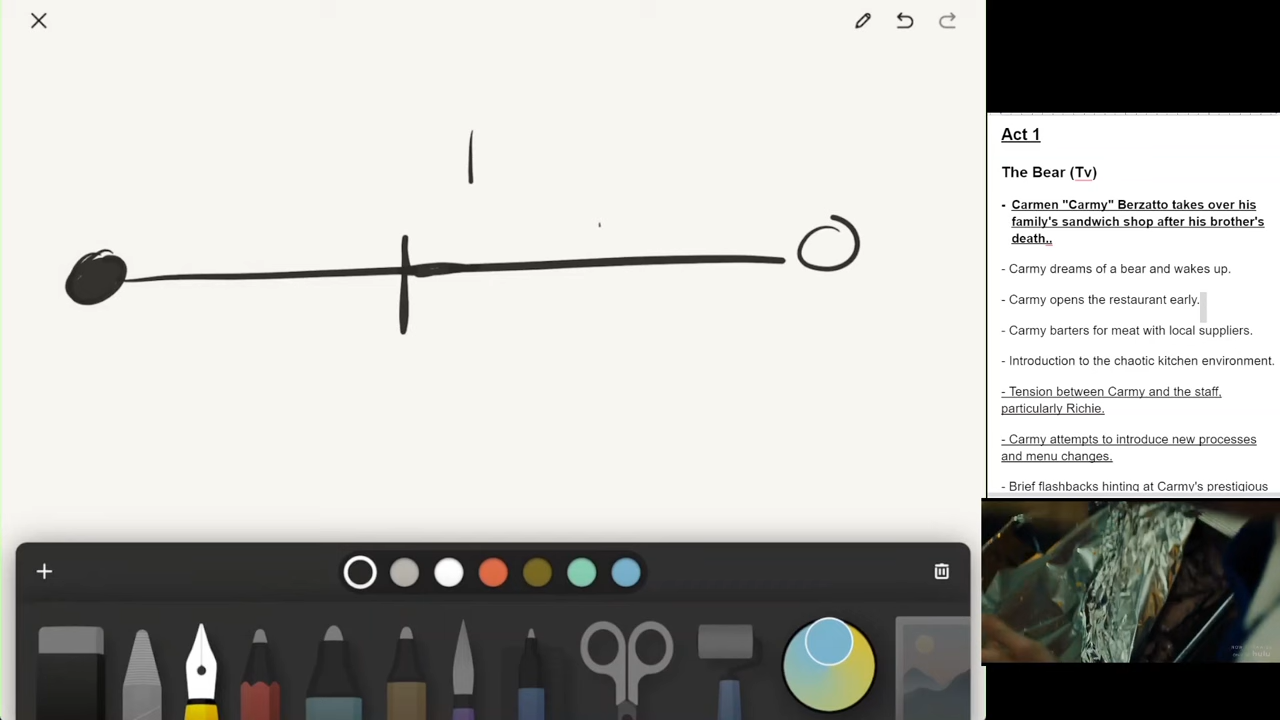 Act 1
The Bear (Tv)
- Carmen "Carmy" Berzatto takes over his
family's sandwich shop after his brother's
death..
- Carmy dreams of a bear and wakes up.
- Carmy opens the restaurant early.
- Carmy barters for meat with local suppliers.
- Introduction to the chaotic kitchen environment.
- Tension between Carmy and the staff,
particularly Richie.
- Carmy attempts to introduce new processes
and menu changes.
- Brief flashbacks hinting at Carmy's prestigious
hulu